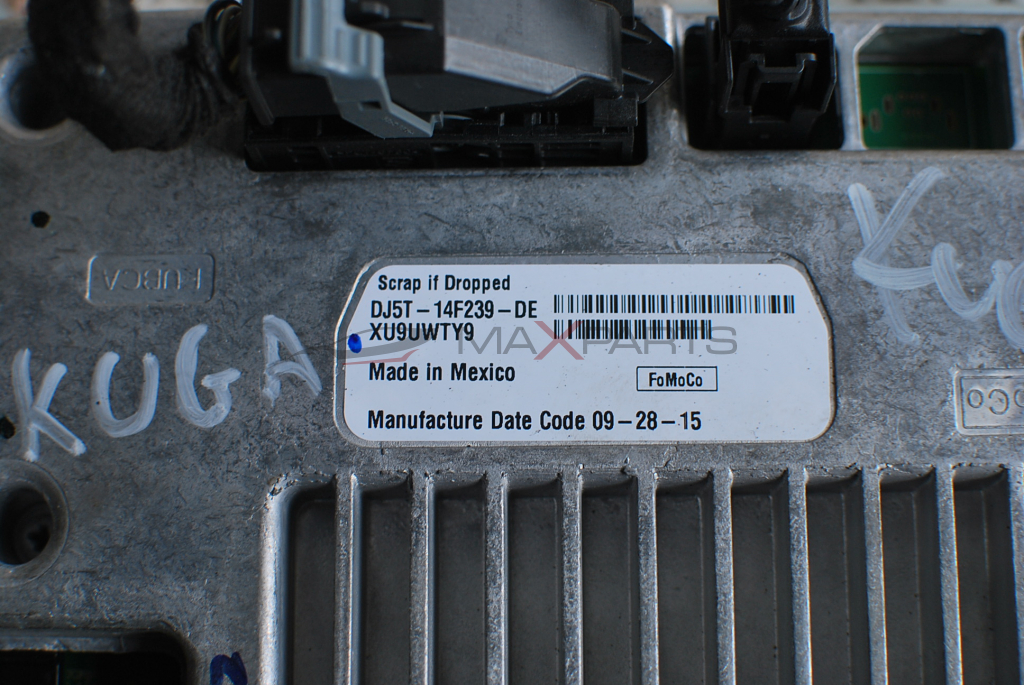 FUBCA
Scrap if Dropped
DJ5T-14F239-DE
XU9UWTY9
MAXPARTS
Made in Mexico
FoMoCo
Manufacture Date Code 09-28-15
KUGA